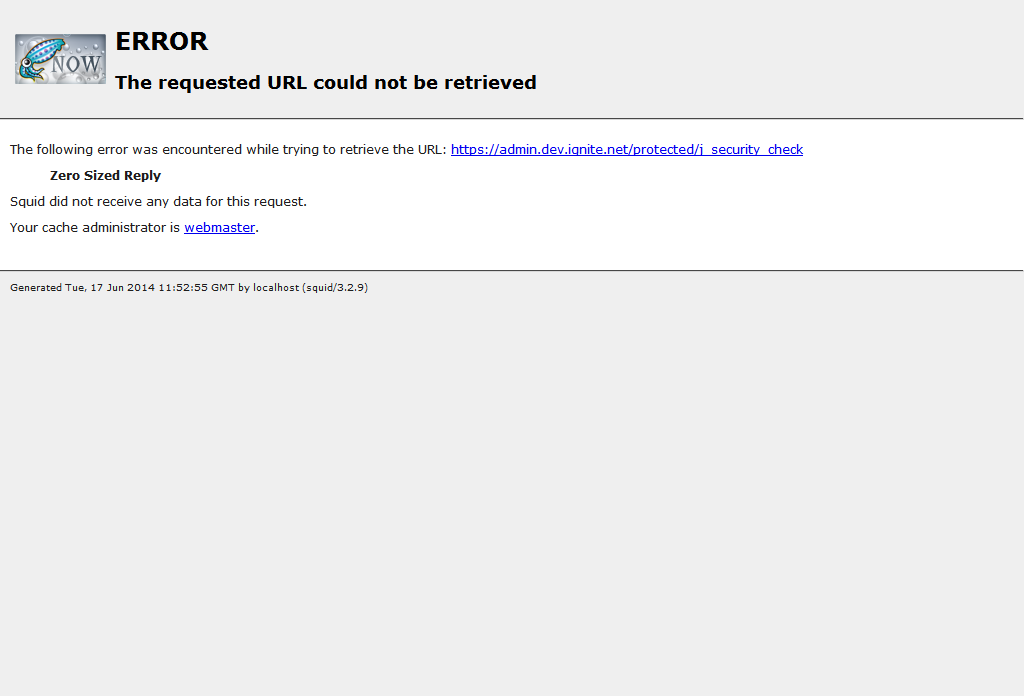 NOW
ERROR
The requested URL could not be retrieved
The following error was encountered while trying to retrieve the URL: https://admin.dev.ignite.net/protected/j_security_check
Zero Sized Reply
Squid did not receive any data for this request.
Your cache administrator is webmaster.
Generated Tue, 17 Jun 2014 11:52:55 GMT by localhost (squid/3.2.9)